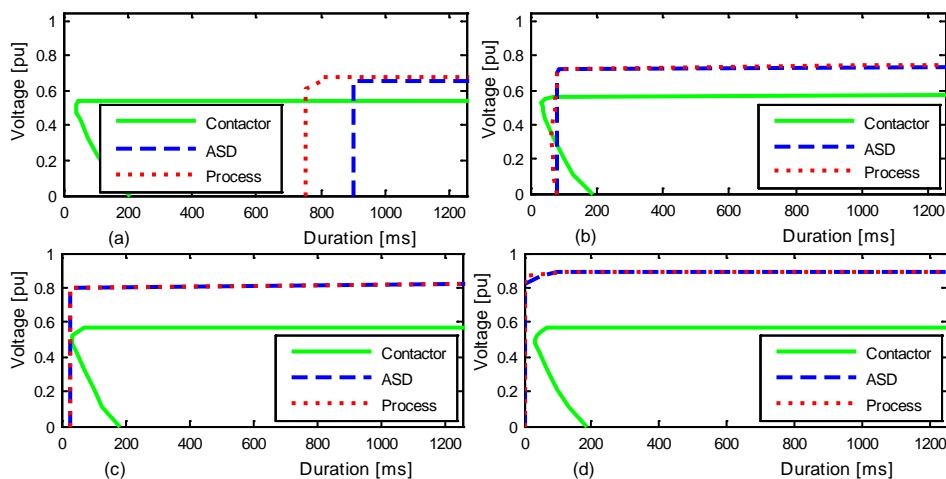 1
0.8
0.6
0.4
0.2
0
Voltage [pu]
Contactor
ASD
Process
0 200 400 600 800 1000 1200
(a) Duration [ms]
1
0.8
0.6
0.4
0.2
0
Voltage [pu]
Contactor
ASD
Process
0 200 400 600 800 1000 1200
(b) Duration [ms]
1
0.8
0.6
0.4
0.2
0
Voltage [pu]
Contactor
ASD
Process
0 200 400 600 800 1000 1200
(c) Duration [ms]
1
0.8
0.6
0.4
0.2
0
Voltage [pu]
Contactor
ASD
Process
0 200 400 600 800 1000 1200
(d) Duration [ms]